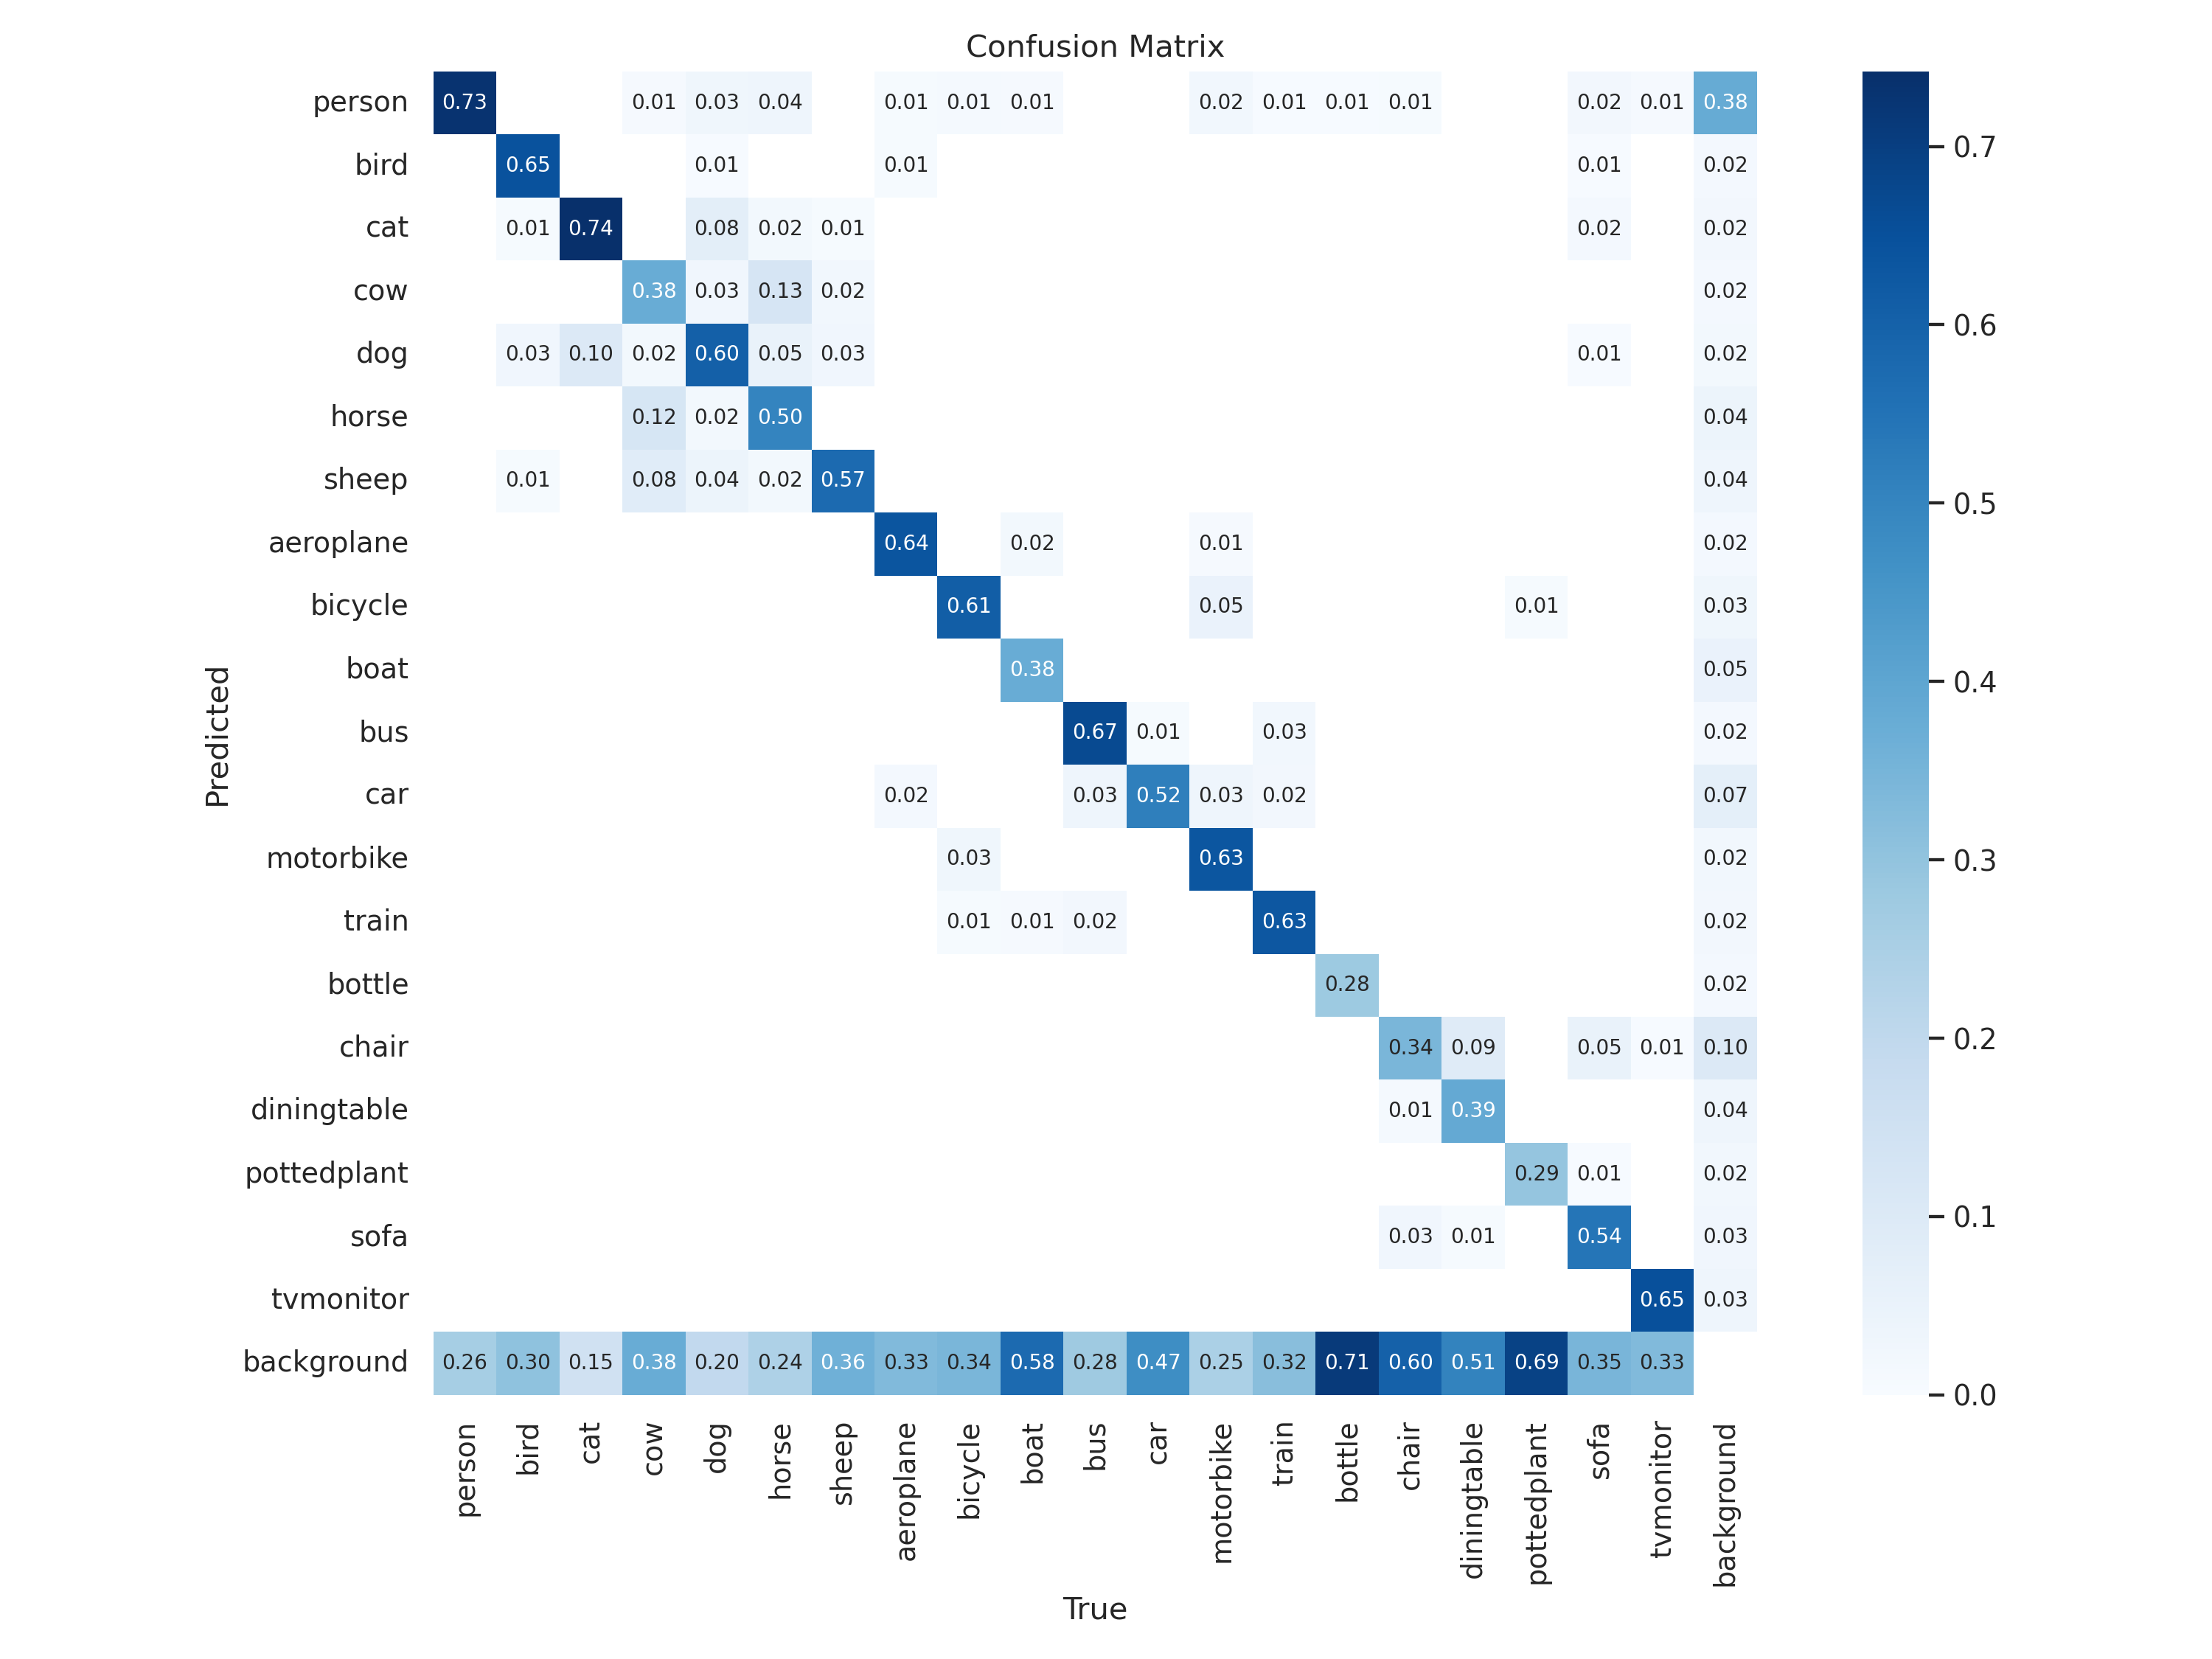 Confusion Matrix
person 0.73 0.01 0.03 0.04 0.01 0.01 0.01 0.02 0.01 0.01 0.01 0.02 0.01 0.38
bird 0.65 0.01 0.01 0.01 0.02
cat 0.01 0.74 0.08 0.02 0.01 0.02 0.02
cow 0.38 0.03 0.13 0.02 0.02
dog 0.03 0.10 0.02 0.60 0.05 0.03 0.01 0.02
horse 0.12 0.02 0.50 0.04
sheep 0.01 0.08 0.04 0.02 0.57 0.04
aeroplane 0.64 0.02 0.01 0.02
bicycle 0.61 0.05 0.01 0.03
boat 0.38 0.05
bus 0.67 0.01 0.03 0.02
car 0.02 0.03 0.52 0.03 0.02 0.07
motorbike 0.03 0.63 0.02
train 0.01 0.01 0.02 0.63 0.02
bottle 0.28 0.02
chair 0.34 0.09 0.05 0.01 0.10
diningtable 0.01 0.39 0.04
pottedplant 0.29 0.01 0.02
sofa 0.03 0.01 0.54 0.03
tvmonitor 0.65 0.03
background 0.26 0.30 0.15 0.38 0.20 0.24 0.36 0.33 0.34 0.58 0.28 0.47 0.25 0.32 0.71 0.60 0.51 0.69 0.35 0.33
person bird cat cow dog horse sheep aeroplane bicycle boat bus car motorbike train bottle chair diningtable pottedplant sofa tvmonitor background
True
Predicted
0.7
0.6
0.5
0.4
0.3
0.2
0.1
0.0